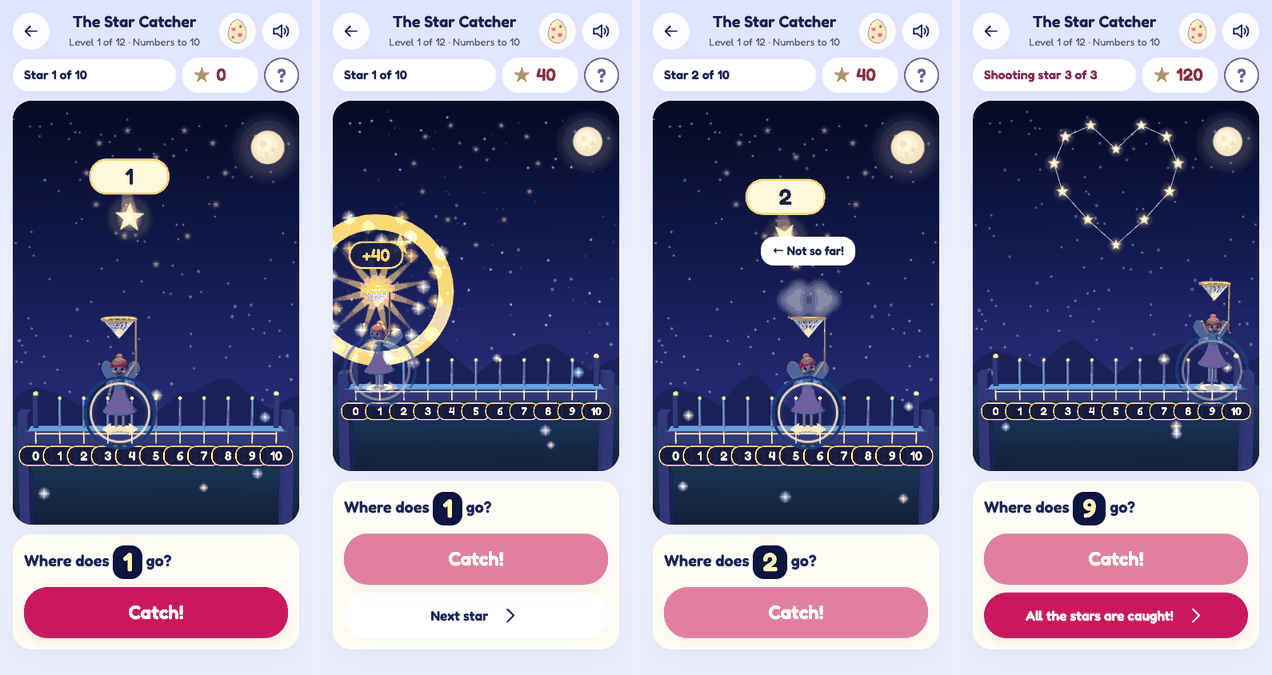 The Star Catcher
Level 1 of 12 · Numbers to 10
Star 1 of 10
0
?
1
0 1 2 3 4 5 6 7 8 9 10
Where does 1 go?
Catch!
The Star Catcher
Level 1 of 12 · Numbers to 10
Star 1 of 10
40
?
+40
0 1 2 3 4 5 6 7 8 9 10
Where does 1 go?
Catch!
Next star
The Star Catcher
Level 1 of 12 · Numbers to 10
Star 2 of 10
40
?
2
← Not so far!
0 1 2 3 4 5 6 7 8 9 10
Where does 2 go?
Catch!
The Star Catcher
Level 1 of 12 · Numbers to 10
Shooting star 3 of 3
120
?
0 1 2 3 4 5 6 7 8 9 10
Where does 9 go?
Catch!
All the stars are caught!